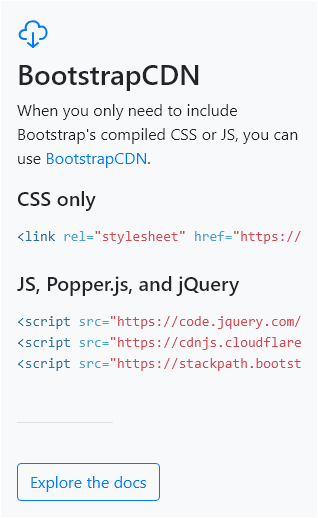 BootstrapCDN
When you only need to include
Bootstrap's compiled CSS or JS, you can
use BootstrapCDN.
CSS only
<link rel="stylesheet" href="https://
JS, Popper.js, and jQuery
<script src="https://code.jquery.com/
<script src="https://cdnjs.cloudflare
<script src="https://stackpath.bootst
Explore the docs